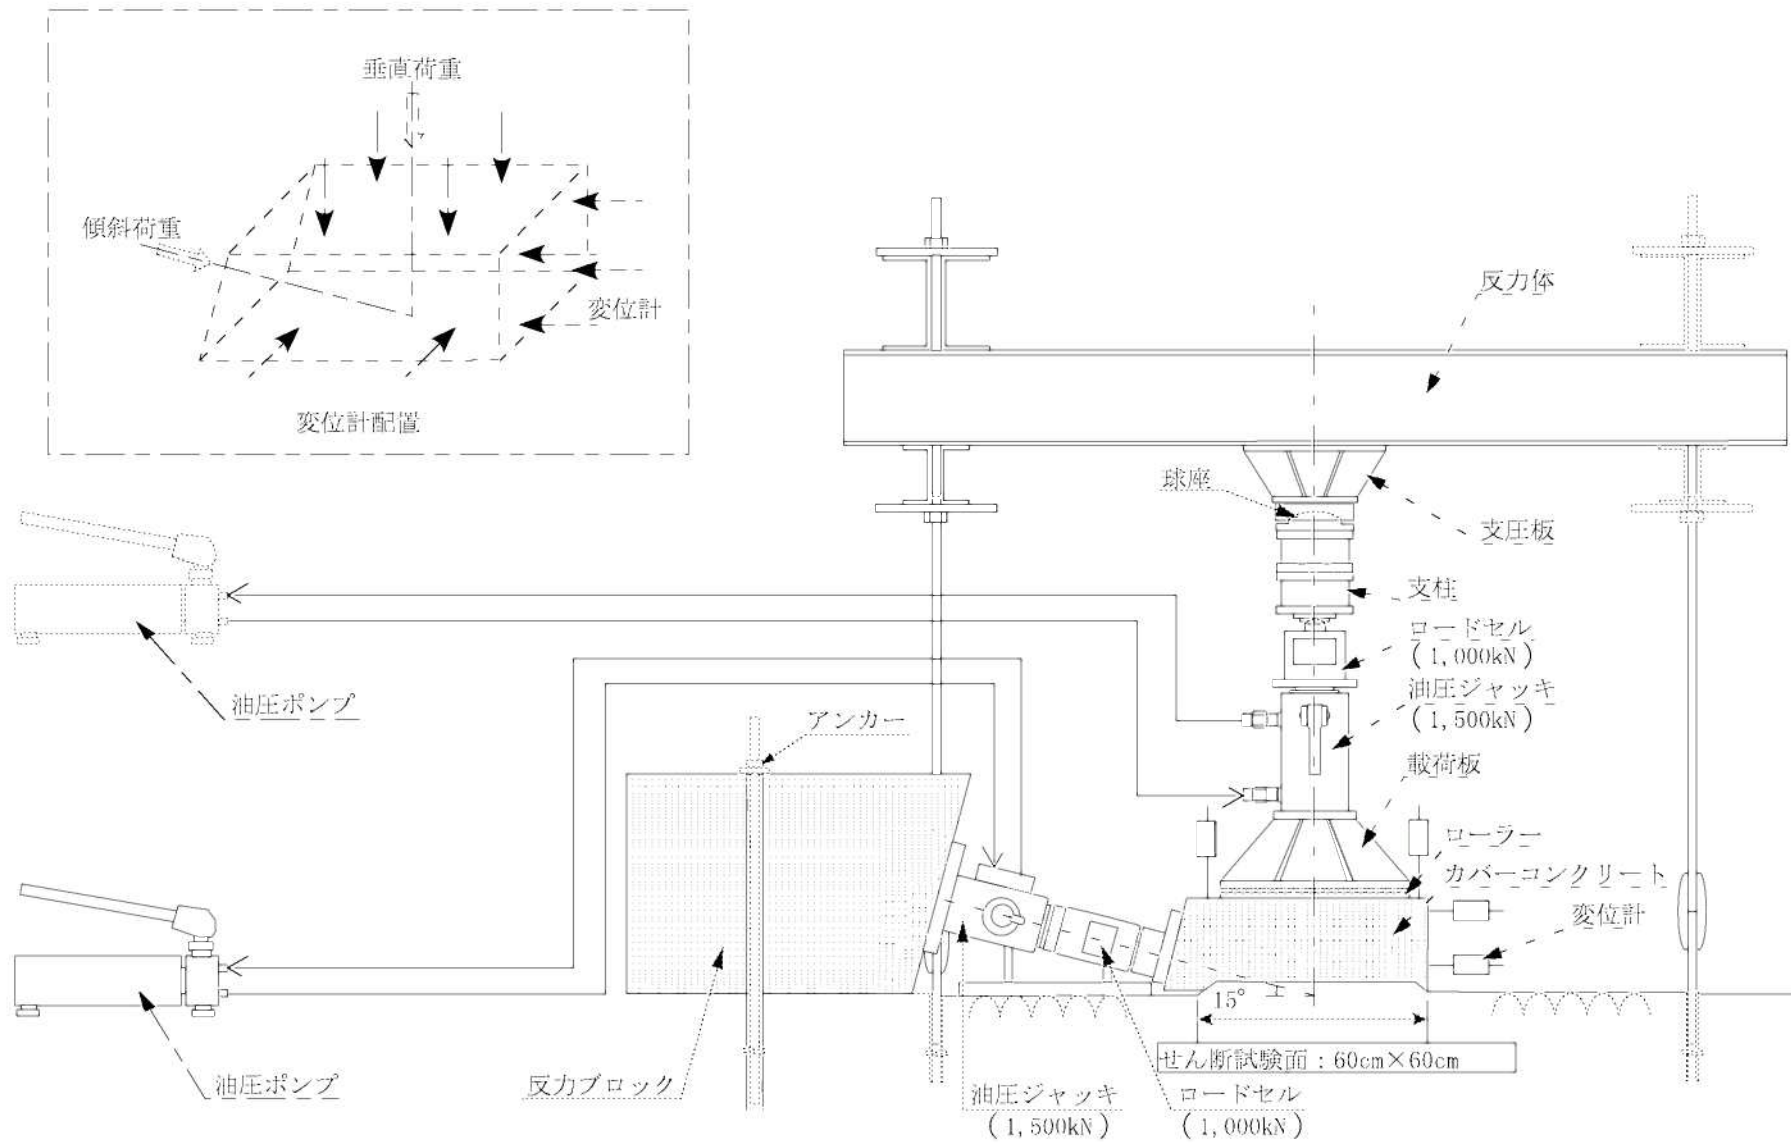 垂直荷重
傾斜荷重
変位計
変位計配置
反力体
球座
支圧板
支柱
ロードセル
(1,000kN)
油圧ジャッキ
(1,500kN)
油圧ポンプ
アンカー
載荷板
ローラー
カバーコンクリート
変位計
15°
せん断試験面：60cm×60cm
油圧ポンプ
反力ブロック
油圧ジャッキ
(1,500kN)
ロードセル
(1,000kN)